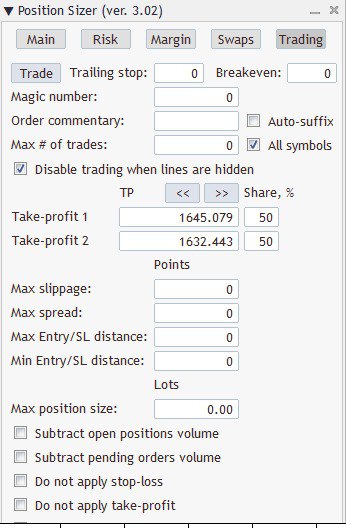 Position Sizer (ver. 3.02)
Main Risk Margin Swaps Trading
Trade Trailing stop: 0 Breakeven: 0
Magic number: 0
Order commentary: Auto-suffix
Max # of trades: 0 All symbols
Disable trading when lines are hidden
TP << >> Share, %
Take-profit 1 1645.079 50
Take-profit 2 1632.443 50
Points
Max slippage: 0
Max spread: 0
Max Entry/SL distance: 0
Min Entry/SL distance: 0
Lots
Max position size: 0.00
Subtract open positions volume
Subtract pending orders volume
Do not apply stop-loss
Do not apply take-profit